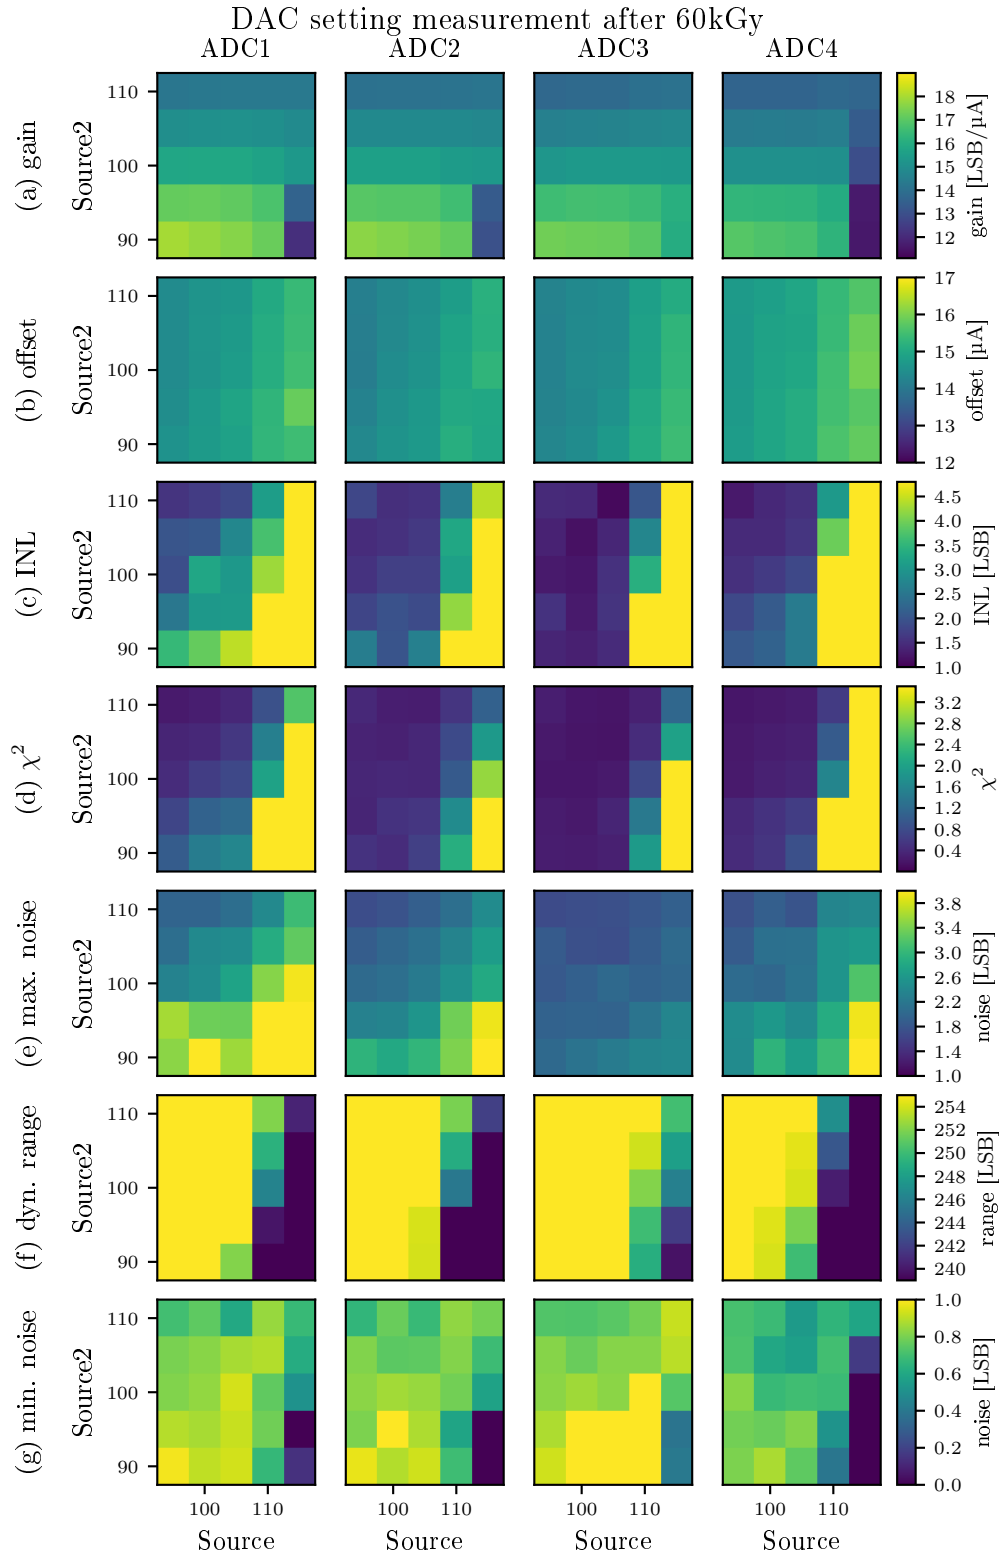 DAC setting measurement after 60kGy
ADC1 ADC2 ADC3 ADC4
(a) gain
Source2
110
100
90
18
17
16
15
14
13
12
gain [LSB/µA]
(b) offset
Source2
110
100
90
17
16
15
14
13
12
offset [µA]
(c) INL
Source2
110
100
90
4.5
4.0
3.5
3.0
2.5
2.0
1.5
1.0
INL [LSB]
(d) χ²
Source2
110
100
90
3.2
2.8
2.4
2.0
1.6
1.2
0.8
0.4
χ²
(e) max. noise
Source2
110
100
90
3.8
3.4
3.0
2.6
2.2
1.8
1.4
1.0
noise [LSB]
(f) dyn. range
Source2
110
100
90
254
252
250
248
246
244
242
240
range [LSB]
(g) min. noise
Source2
110
100
90
1.0
0.8
0.6
0.4
0.2
0.0
noise [LSB]
100 110 100 110 100 110 100 110
Source Source Source Source